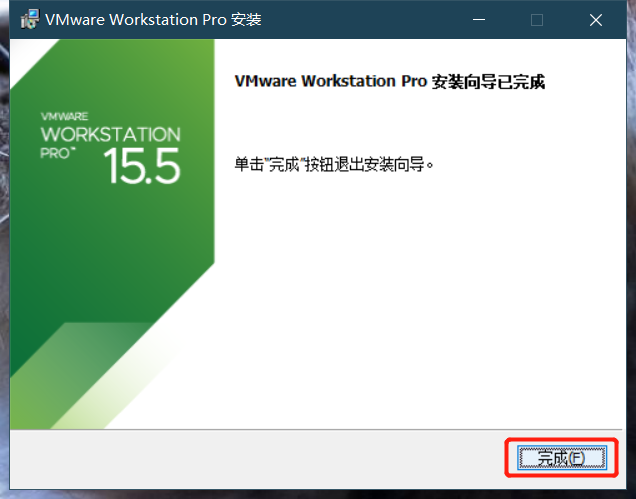 VMware Workstation Pro 安装
VMware Workstation Pro 安装向导已完成
VMWARE
WORKSTATION
PRO™
15.5
单击"完成"按钮退出安装向导。
完成(F)